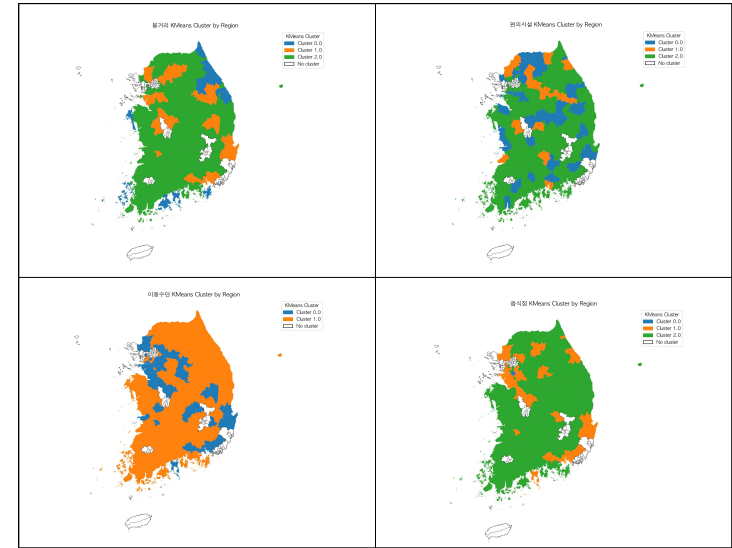 볼거리 KMeans Cluster by Region
KMeans Cluster
Cluster 0.0
Cluster 1.0
Cluster 2.0
No cluster
편의시설 KMeans Cluster by Region
KMeans Cluster
Cluster 0.0
Cluster 1.0
Cluster 2.0
No cluster
이동수단 KMeans Cluster by Region
KMeans Cluster
Cluster 0.0
Cluster 1.0
No cluster
음식점 KMeans Cluster by Region
KMeans Cluster
Cluster 0.0
Cluster 1.0
Cluster 2.0
No cluster